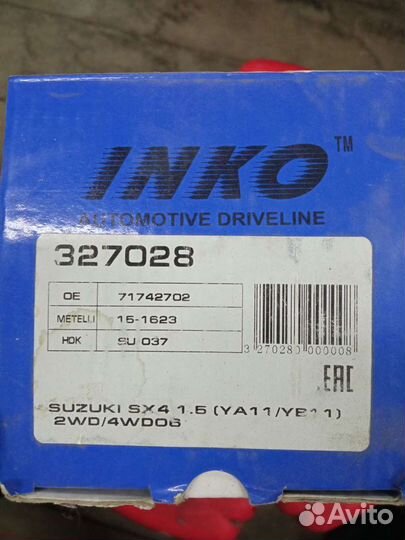 INKO™
AUTOMOTIVE DRIVELINE
327028
OE 71742702
METELLI 15-1623
HDK SU 037
3 270280 000008
EAC
SUZUKI SX4 1.5 (YA11/YB11)
2WD/4WD06
Avito